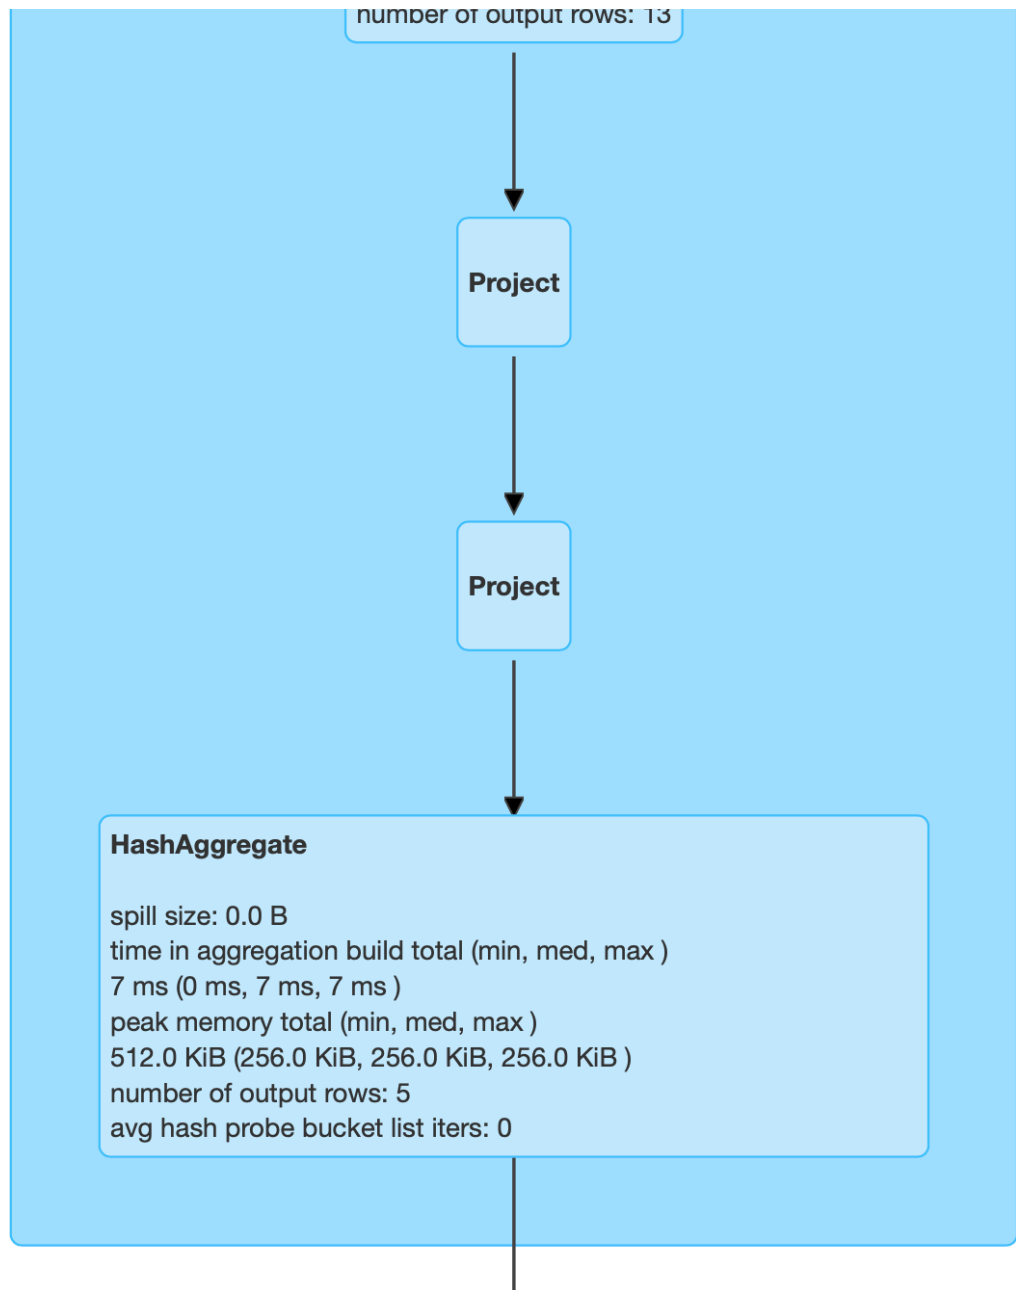 number of output rows: 13
Project
Project
HashAggregate
spill size: 0.0 B
time in aggregation build total (min, med, max )
7 ms (0 ms, 7 ms, 7 ms )
peak memory total (min, med, max )
512.0 KiB (256.0 KiB, 256.0 KiB, 256.0 KiB )
number of output rows: 5
avg hash probe bucket list iters: 0